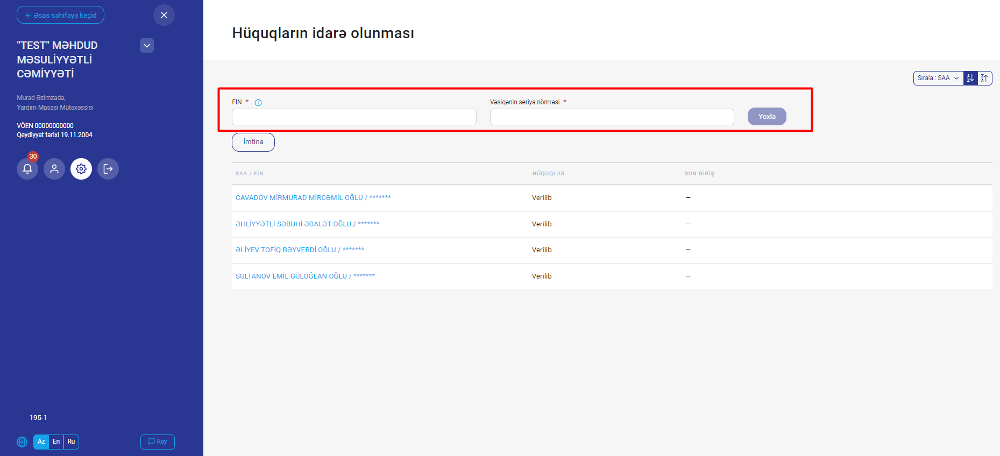 ← Əsas səhifəyə keçid
"TEST" MƏHDUD
MƏSULİYYƏTLİ
CƏMİYYƏTİ
Murad Əzimzadə,
Yardım Masası Mütəxəssisi
VÖEN 00000000000
Qeydiyyat tarixi 19.11.2004
30
195-1
Az En Ru
Rəy
Hüquqların idarə olunması
Sırala : SAA
A
Z
Z
A
FIN *
Vəsiqənin seriya nömrəsi *
Yoxla
İmtina
SAA / FİN HÜQUQLAR SON GİRİŞ
CAVADOV MİRMURAD MİRCƏMİL OĞLU / ******* Verilib —
ƏHLİYYƏTLİ SƏBUHİ ƏDALƏT OĞLU / ******* Verilib —
ƏLİYEV TOFİQ BƏYVERDİ OĞLU / ******* Verilib —
SULTANOV EMİL GÜLOĞLAN OĞLU / ******* Verilib —